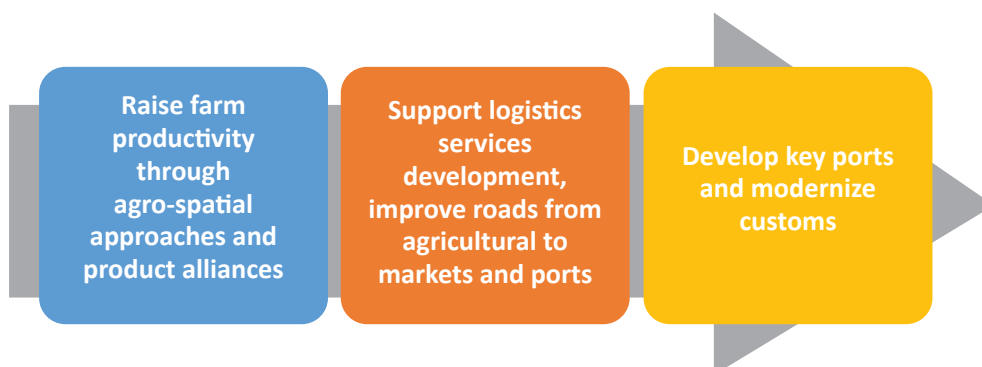 Raise farm
productivity
through
agro-spatial
approaches and
product alliances
Support logistics
services
development,
improve roads from
agricultural to
markets and ports
Develop key ports
and modernize
customs